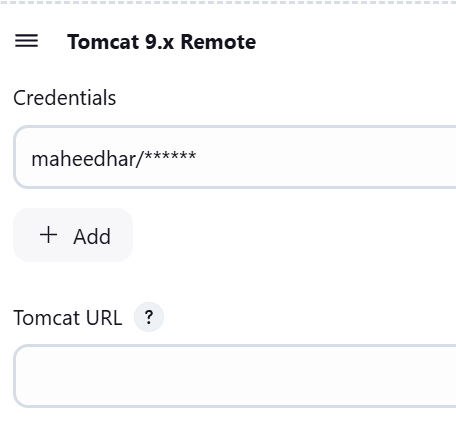 Tomcat 9.x Remote
Credentials
maheedhar/******
+ Add
Tomcat URL ?